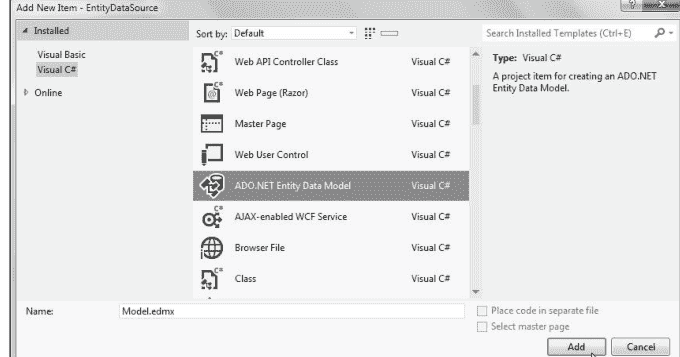 Add New Item - EntityDataSource
Installed
Sort by: Default
Search Installed Templates (Ctrl+E)
Visual Basic
Visual C#
Online
Web API Controller Class Visual C#
Web Page (Razor) Visual C#
Master Page Visual C#
Web User Control Visual C#
ADO.NET Entity Data Model Visual C#
AJAX-enabled WCF Service Visual C#
Browser File Visual C#
Class Visual C#
Type: Visual C#
A project item for creating an ADO.NET
Entity Data Model.
Name: Model.edmx
Place code in separate file
Select master page
Add Cancel